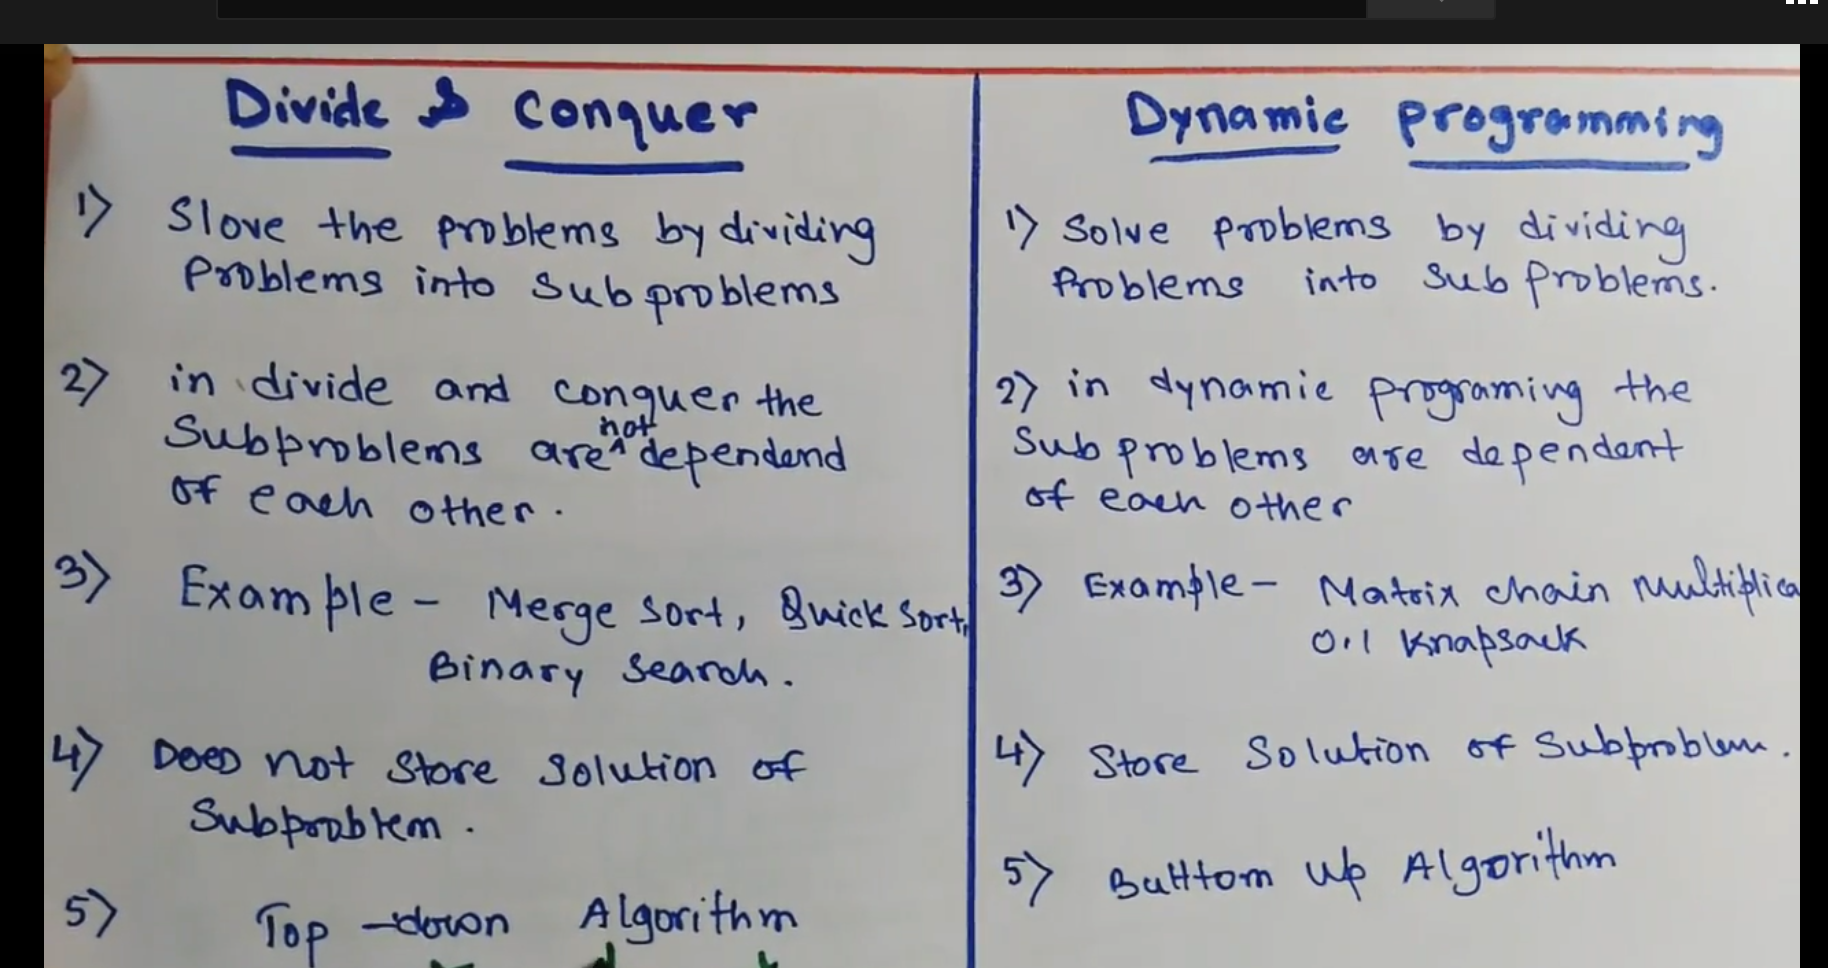 Divide & Conquer
1) Slove the problems by dividing
Problems into Subproblems
2) in divide and conquer the
not
Subproblems are ^ dependend
of each other.
3) Example - Merge Sort, Quick Sort,
Binary Search.
4) Does not Store Solution of
Subproblem.
5) Top-down Algorithm
Dynamic Programming
1) Solve Problems by dividing
Problems into Sub Problems.
2) in dynamic programing the
Sub problems are dependent
of each other
3) Example - Matrix chain Multiplica
0.1 Knapsack
4) Store Solution of Subproblem.
5) Buttom Up Algorithm